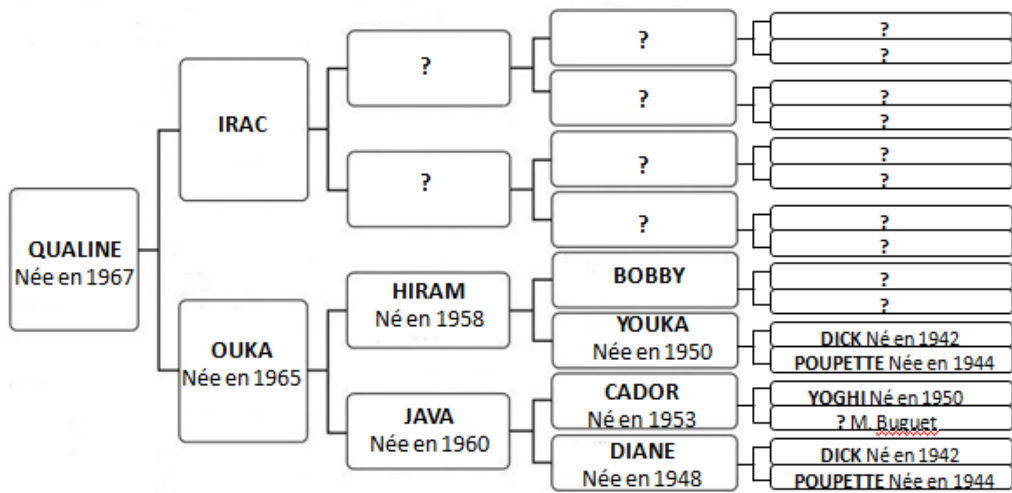 QUALINE
Née en 1967
IRAC
OUKA
Née en 1965
?
?
HIRAM
Né en 1958
JAVA
Née en 1960
?
?
?
?
BOBBY
YOUKA
Née en 1950
CADOR
Né en 1953
DIANE
Née en 1948
?
?
?
?
?
?
?
?
?
?
DICK Né en 1942
POUPETTE Née en 1944
YOGHI Né en 1950
? M. Buguet
DICK Né en 1942
POUPETTE Née en 1944